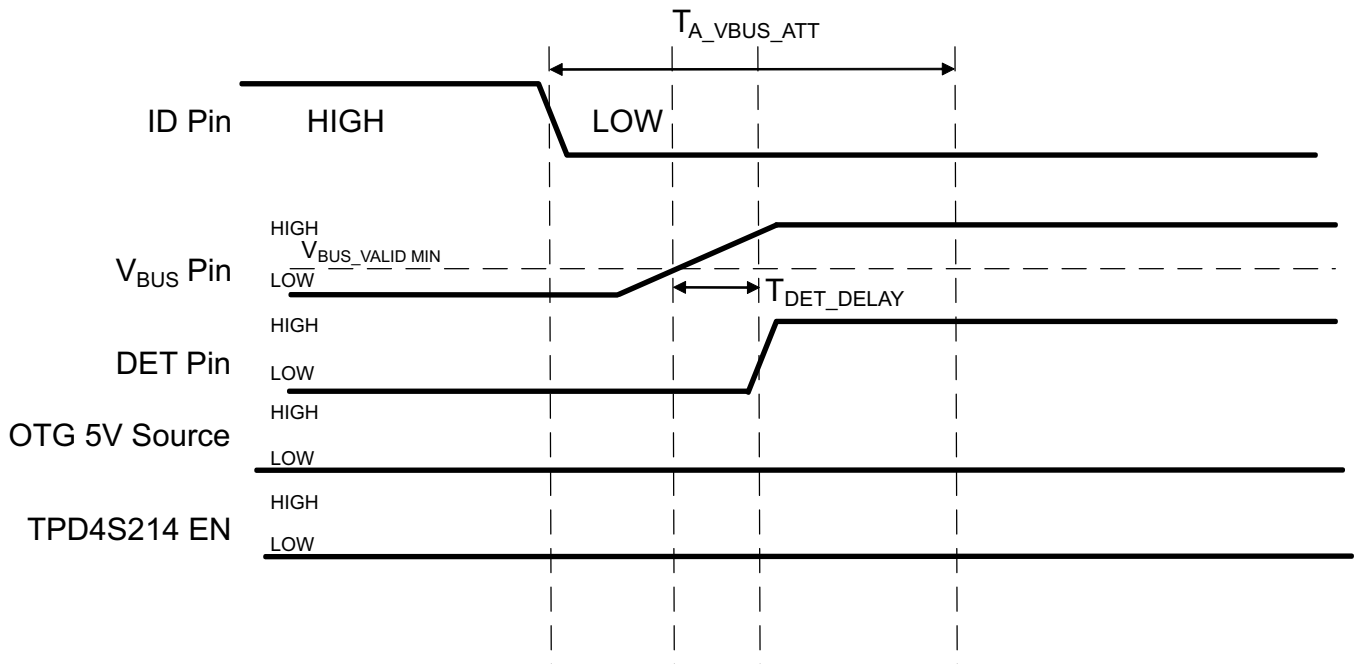 T_A_VBUS_ATT
ID Pin
HIGH
LOW
HIGH
V_BUS_VALID MIN
V_BUS Pin
LOW
T_DET_DELAY
HIGH
DET Pin
LOW
HIGH
OTG 5V Source
LOW
HIGH
TPD4S214 EN
LOW